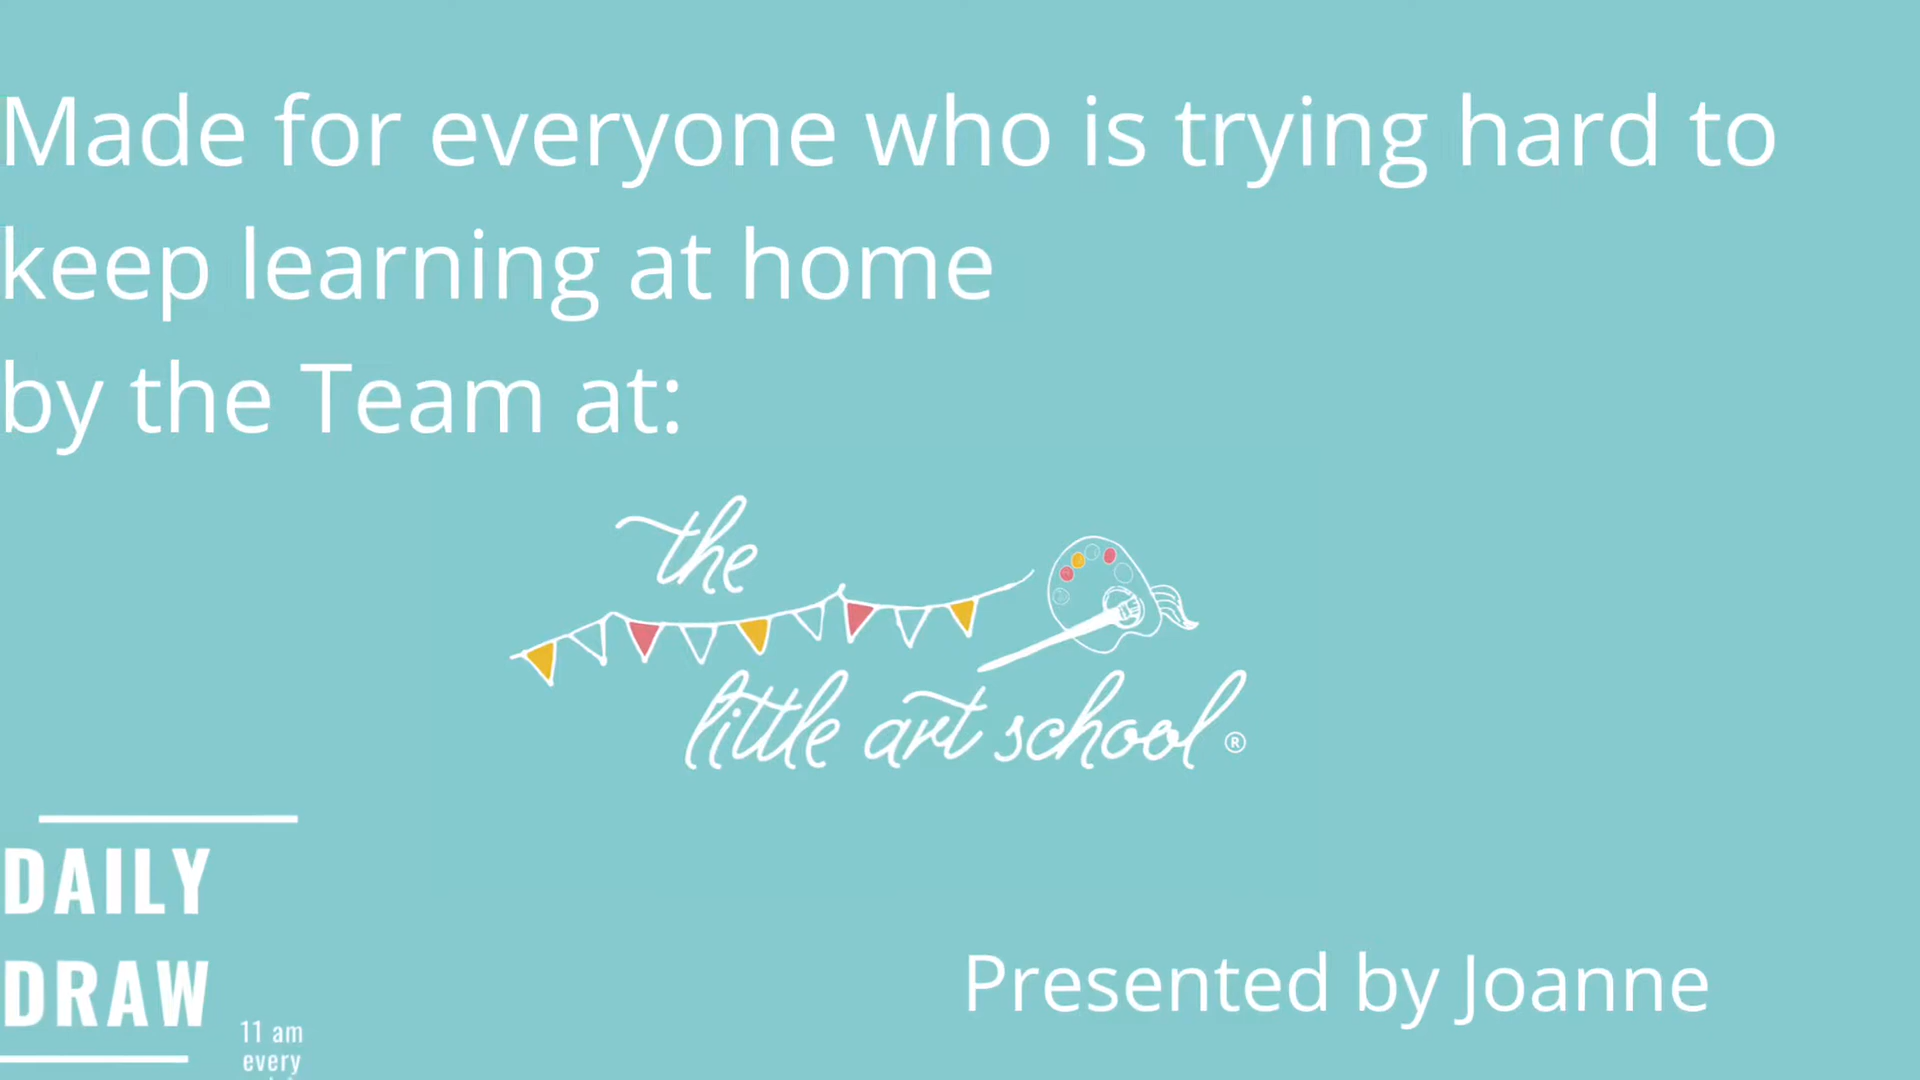 Made for everyone who is trying hard to
keep learning at home
by the Team at:
the
little art school ®
DAILY
DRAW
11 am
every
Presented by Joanne